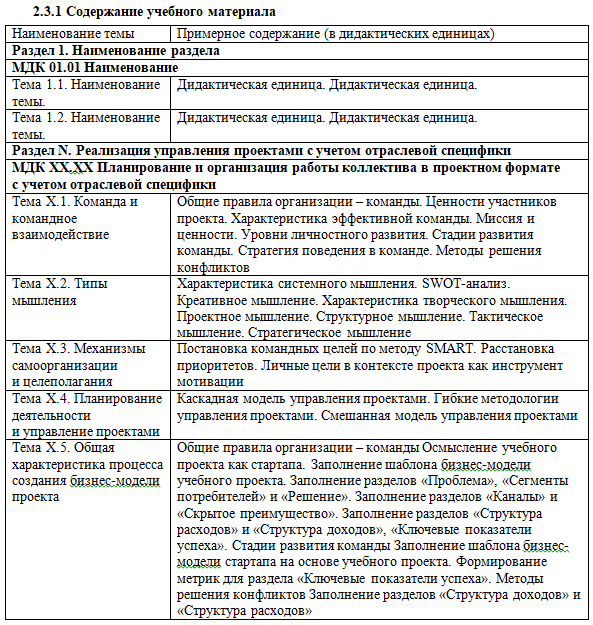 2.3.1 Содержание учебного материала
Наименование темы
Примерное содержание (в дидактических единицах)
Раздел 1. Наименование раздела
МДК 01.01 Наименование
Тема 1.1. Наименование
темы.
Дидактическая единица. Дидактическая единица.
Тема 1.2. Наименование
темы.
Дидактическая единица. Дидактическая единица.
Раздел N. Реализация управления проектами с учетом отраслевой специфики
МДК ХХ.ХХ Планирование и организация работы коллектива в проектном формате
с учетом отраслевой специфики
Тема Х.1. Команда и
командное
взаимодействие
Общие правила организации – команды. Ценности участников
проекта. Характеристика эффективной команды. Миссия и
ценности. Уровни личностного развития. Стадии развития
команды. Стратегия поведения в команде. Методы решения
конфликтов
Тема Х.2. Типы
мышления
Характеристика системного мышления. SWOT-анализ.
Креативное мышление. Характеристика творческого мышления.
Проектное мышление. Структурное мышление. Тактическое
мышление. Стратегическое мышление
Тема Х.3. Механизмы
самоорганизации
и целеполагания
Постановка командных целей по методу SMART. Расстановка
приоритетов. Личные цели в контексте проекта как инструмент
мотивации
Тема Х.4. Планирование
деятельности
и управление проектами
Каскадная модель управления проектами. Гибкие методологии
управления проектами. Смешанная модель управления проектами
Тема Х.5. Общая
характеристика процесса
создания бизнес-модели
проекта
Общие правила организации – команды Осмысление учебного
проекта как стартапа. Заполнение шаблона бизнес-модели
учебного проекта. Заполнение разделов «Проблема», «Сегменты
потребителей» и «Решение». Заполнение разделов «Каналы» и
«Скрытое преимущество». Заполнение разделов «Структура
расходов» и «Структура доходов», «Ключевые показатели
успеха». Стадии развития команды Заполнение шаблона бизнес-
модели стартапа на основе учебного проекта. Формирование
метрик для раздела «Ключевые показатели успеха». Методы
решения конфликтов Заполнение разделов «Структура доходов» и
«Структура расходов»